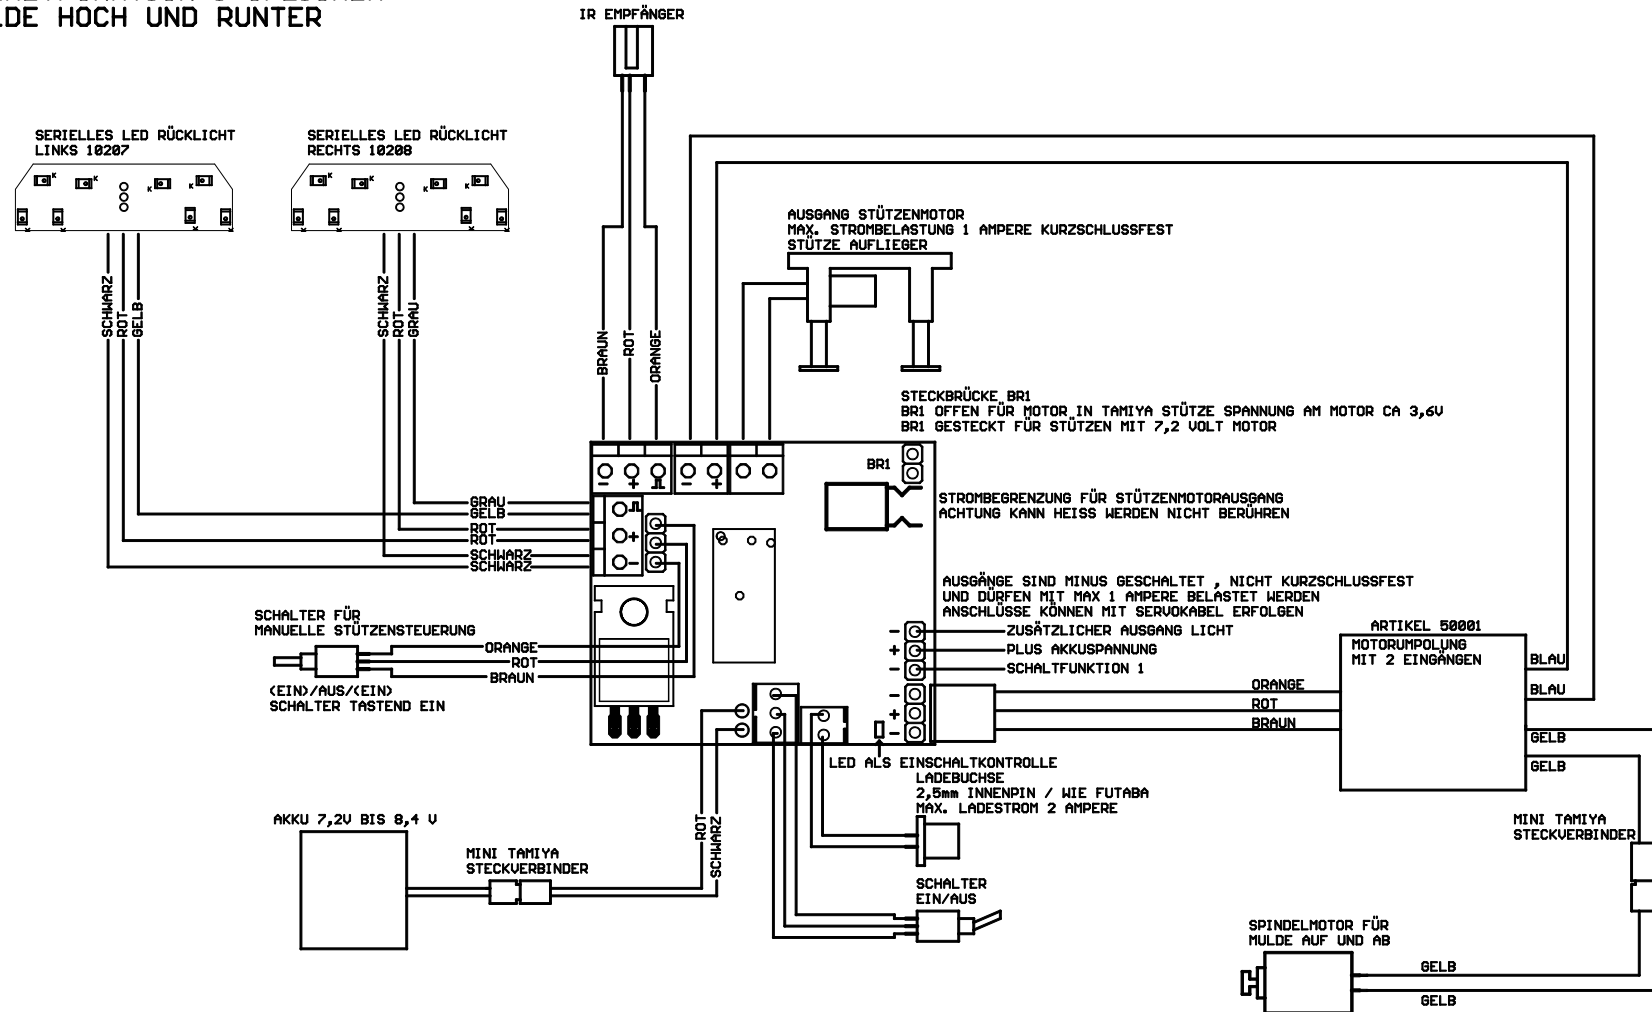 LDE HOCH UND RUNTER
IR EMPFÄNGER
SERIELLES LED RÜCKLICHT
LINKS 10207
SERIELLES LED RÜCKLICHT
RECHTS 10208
K
K
K
K
K
K
K
K
SCHWARZ
ROT
GELB
SCHWARZ
ROT
GRAU
BRAUN
ROT
ORANGE
AUSGANG STÜTZENMOTOR
MAX. STROMBELASTUNG 1 AMPERE KURZSCHLUSSFEST
STÜTZE AUFLIEGER
STECKBRÜCKE BR1
BR1 OFFEN FÜR MOTOR IN TAMIYA STÜTZE SPANNUNG AM MOTOR CA 3,6V
BR1 GESTECKT FÜR STÜTZEN MIT 7,2 VOLT MOTOR
BR1
- + - +
STROMBEGRENZUNG FÜR STÜTZENMOTORAUSGANG
ACHTUNG KANN HEISS WERDEN NICHT BERÜHREN
GRAU
GELB
ROT
ROT
SCHWARZ
SCHWARZ
+
-
AUSGÄNGE SIND MINUS GESCHALTET , NICHT KURZSCHLUSSFEST
UND DÜRFEN MIT MAX 1 AMPERE BELASTET WERDEN
ANSCHLÜSSE KÖNNEN MIT SERVOKABEL ERFOLGEN
- ZUSÄTZLICHER AUSGANG LICHT
+ PLUS AKKUSPANNUNG
- SCHALTFUNKTION 1
-
+
-
SCHALTER FÜR
MANUELLE STÜTZENSTEUERUNG
ORANGE
ROT
BRAUN
(EIN)/AUS/(EIN)
SCHALTER TASTEND EIN
ARTIKEL 50001
MOTORUMPOLUNG
MIT 2 EINGÄNGEN
ORANGE
ROT
BRAUN
BLAU
BLAU
GELB
GELB
LED ALS EINSCHALTKONTROLLE
LADEBUCHSE
2,5mm INNENPIN / WIE FUTABA
MAX. LADESTROM 2 AMPERE
AKKU 7,2V BIS 8,4 V
ROT
SCHWARZ
MINI TAMIYA
STECKVERBINDER
SCHALTER
EIN/AUS
MINI TAMIYA
STECKVERBINDER
SPINDELMOTOR FÜR
MULDE AUF UND AB
GELB
GELB